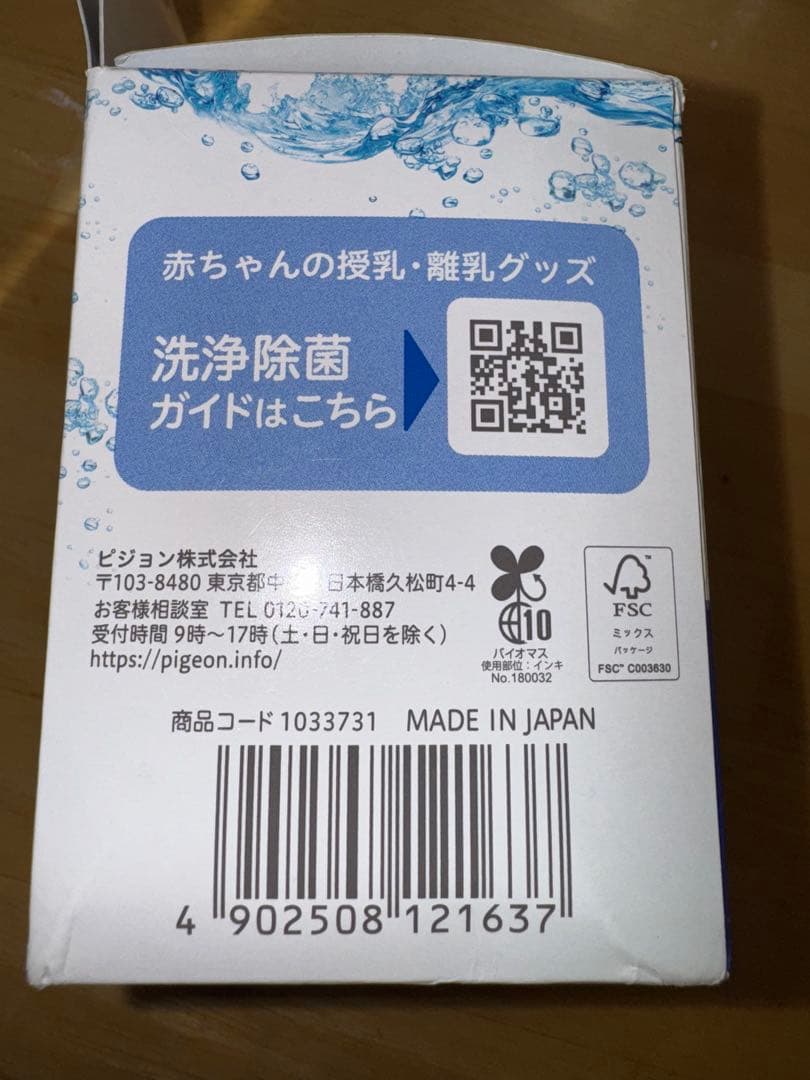 赤ちゃんの授乳・離乳グッズ
洗浄除菌
ガイドはこちら
ピジョン株式会社
〒103-8480 東京都中 日本橋久松町4-4
お客様相談室 TEL 0120-741-887
受付時間 9時～17時(土・日・祝日を除く)
https://pigeon.info/
10
バイオマス
使用部位:インキ
No.180032
FSC
ミックス
パッケージ
FSC™ C003630
商品コード 1033731 MADE IN JAPAN
4 902508 121637